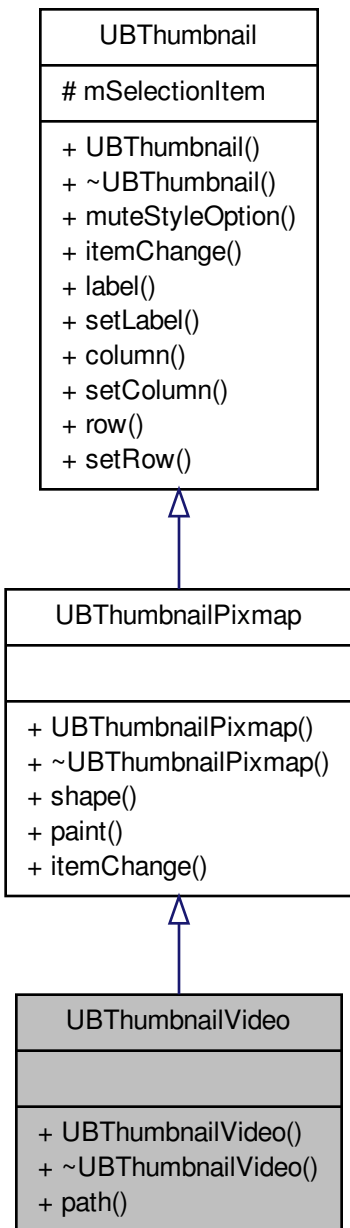 UBThumbnail
# mSelectionItem
+ UBThumbnail()
+ ~UBThumbnail()
+ muteStyleOption()
+ itemChange()
+ label()
+ setLabel()
+ column()
+ setColumn()
+ row()
+ setRow()
UBThumbnailPixmap
+ UBThumbnailPixmap()
+ ~UBThumbnailPixmap()
+ shape()
+ paint()
+ itemChange()
UBThumbnailVideo
+ UBThumbnailVideo()
+ ~UBThumbnailVideo()
+ path()